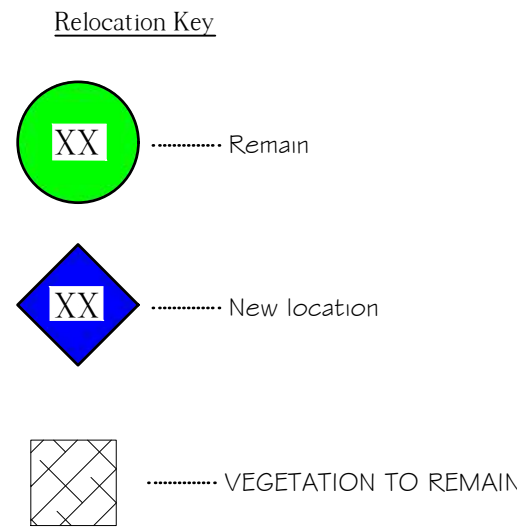 Relocation Key
XX Remain
XX New location
VEGETATION TO REMAIN